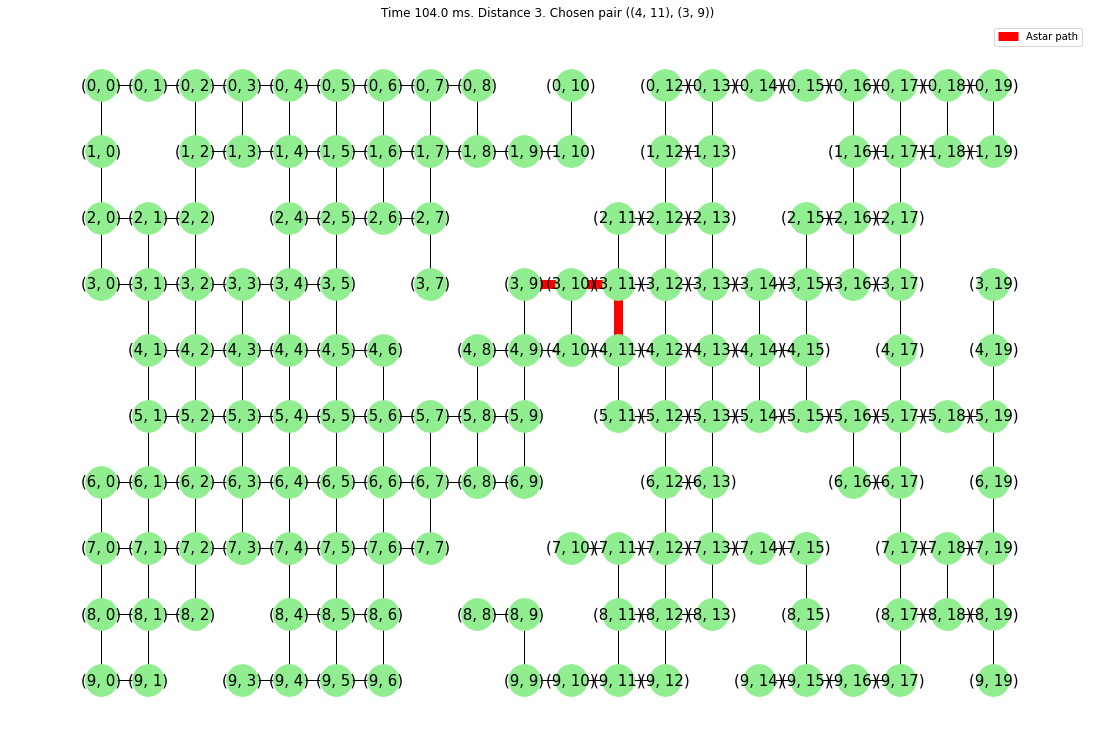 Time 104.0 ms. Distance 3. Chosen pair ((4, 11), (3, 9))
Astar path
(0, 0) (0, 1) (0, 2) (0, 3) (0, 4) (0, 5) (0, 6) (0, 7) (0, 8) (0, 10) (0, 12) (0, 13) (0, 14) (0, 15) (0, 16) (0, 17) (0, 18) (0, 19)
(1, 0) (1, 2) (1, 3) (1, 4) (1, 5) (1, 6) (1, 7) (1, 8) (1, 9) (1, 10) (1, 12) (1, 13) (1, 16) (1, 17) (1, 18) (1, 19)
(2, 0) (2, 1) (2, 2) (2, 4) (2, 5) (2, 6) (2, 7) (2, 11) (2, 12) (2, 13) (2, 15) (2, 16) (2, 17)
(3, 0) (3, 1) (3, 2) (3, 3) (3, 4) (3, 5) (3, 7) (3, 9) (3, 10) (3, 11) (3, 12) (3, 13) (3, 14) (3, 15) (3, 16) (3, 17) (3, 19)
(4, 1) (4, 2) (4, 3) (4, 4) (4, 5) (4, 6) (4, 8) (4, 9) (4, 10) (4, 11) (4, 12) (4, 13) (4, 14) (4, 15) (4, 17) (4, 19)
(5, 1) (5, 2) (5, 3) (5, 4) (5, 5) (5, 6) (5, 7) (5, 8) (5, 9) (5, 11) (5, 12) (5, 13) (5, 14) (5, 15) (5, 16) (5, 17) (5, 18) (5, 19)
(6, 0) (6, 1) (6, 2) (6, 3) (6, 4) (6, 5) (6, 6) (6, 7) (6, 8) (6, 9) (6, 12) (6, 13) (6, 16) (6, 17) (6, 19)
(7, 0) (7, 1) (7, 2) (7, 3) (7, 4) (7, 5) (7, 6) (7, 7) (7, 10) (7, 11) (7, 12) (7, 13) (7, 14) (7, 15) (7, 17) (7, 18) (7, 19)
(8, 0) (8, 1) (8, 2) (8, 4) (8, 5) (8, 6) (8, 8) (8, 9) (8, 11) (8, 12) (8, 13) (8, 15) (8, 17) (8, 18) (8, 19)
(9, 0) (9, 1) (9, 3) (9, 4) (9, 5) (9, 6) (9, 9) (9, 10) (9, 11) (9, 12) (9, 14) (9, 15) (9, 16) (9, 17) (9, 19)